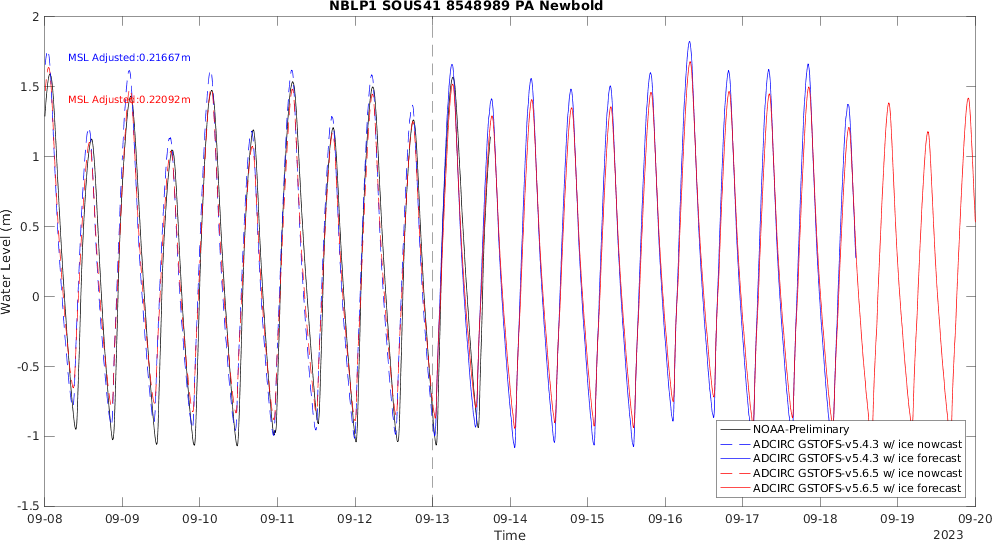 NBLP1 SOUS41 8548989 PA Newbold
2
MSL Adjusted:0.21667m
1.5
MSL Adjusted:0.22092m
1
0.5
Water Level (m)
0
-0.5
-1
NOAA-Preliminary
ADCIRC GSTOFS-v5.4.3 w/ ice nowcast
ADCIRC GSTOFS-v5.4.3 w/ ice forecast
ADCIRC GSTOFS-v5.6.5 w/ ice nowcast
ADCIRC GSTOFS-v5.6.5 w/ ice forecast
-1.5
09-08 09-09 09-10 09-11 09-12 09-13 09-14 09-15 09-16 09-17 09-18 09-19 09-20
Time
2023